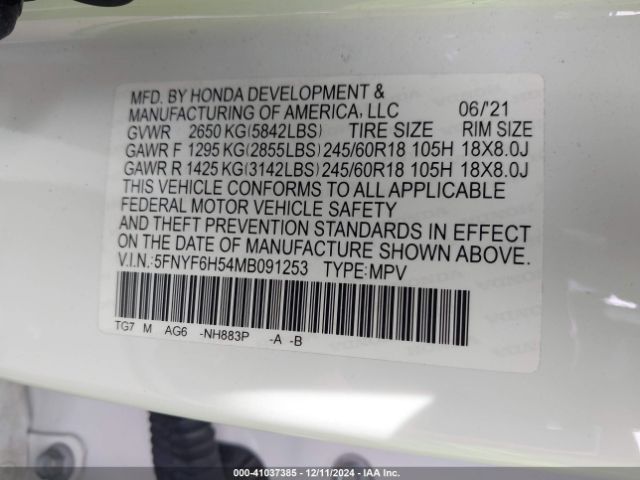 MFD. BY HONDA DEVELOPMENT &
MANUFACTURING OF AMERICA, LLC 06/'21
GVWR 2650 KG(5842LBS) TIRE SIZE RIM SIZE
GAWR F 1295 KG(2855LBS) 245/60R18 105H 18X8.0J
GAWR R 1425 KG(3142LBS) 245/60R18 105H 18X8.0J
THIS VEHICLE CONFORMS TO ALL APPLICABLE
FEDERAL MOTOR VEHICLE SAFETY
AND THEFT PREVENTION STANDARDS IN EFFECT
ON THE DATE OF MANUFACTURE SHOWN ABOVE.
V.I.N.:5FNYF6H54MB091253 TYPE:MPV
TG7 M AG6 -NH883P -A -B
000-41037385 - 12/11/2024 - IAA Inc.